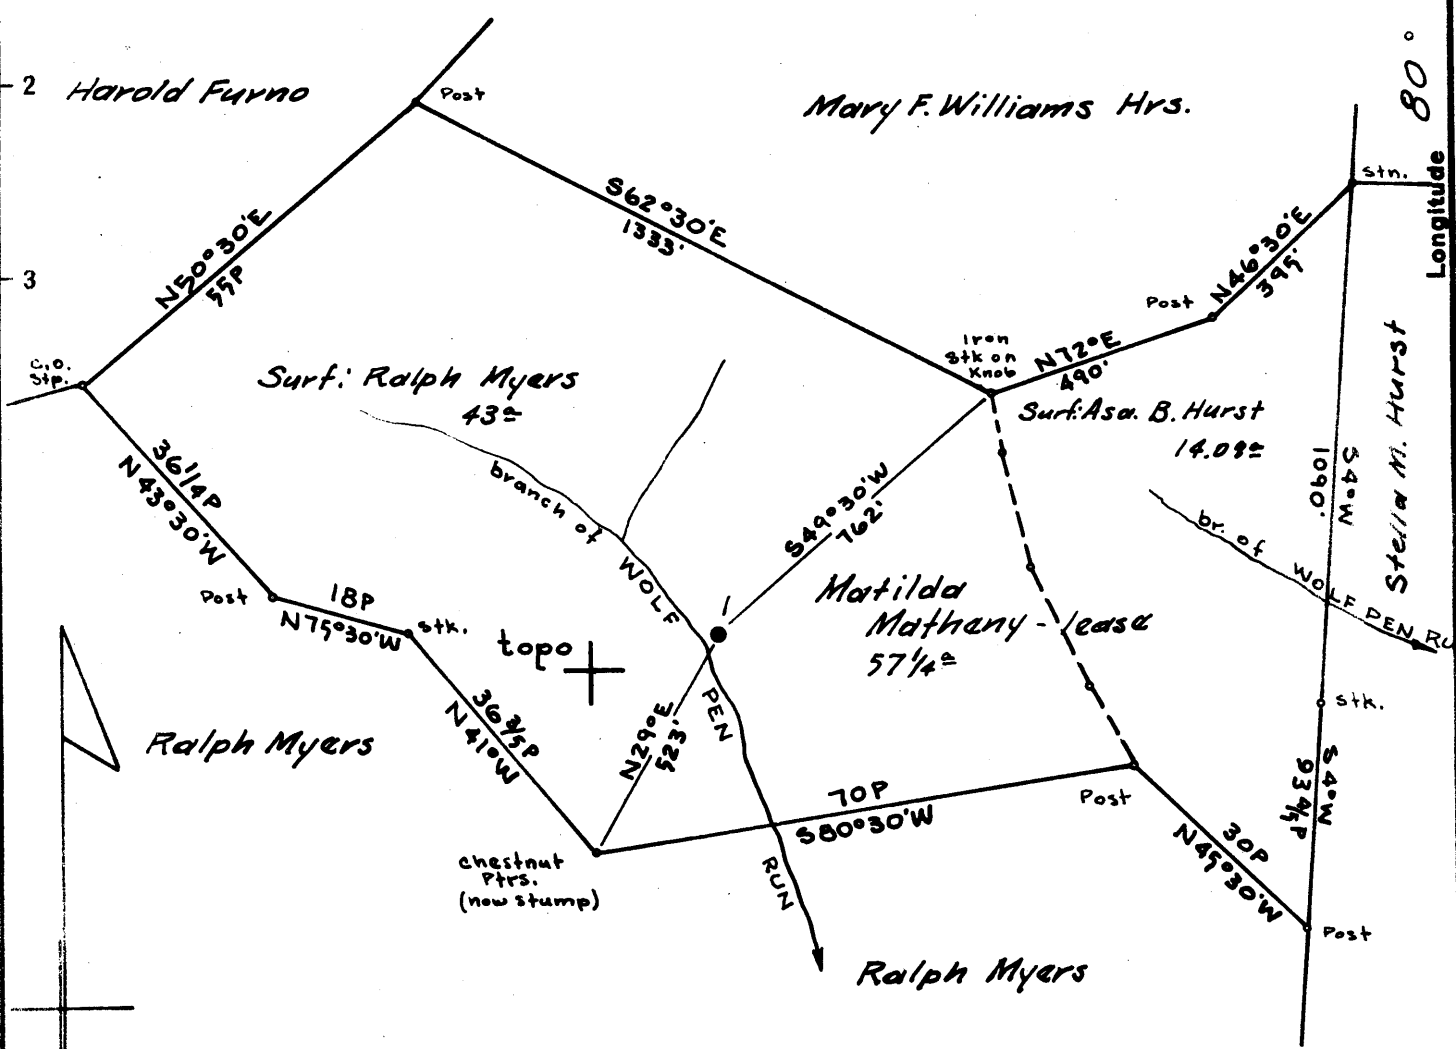 2
Harold Furno
Post
Mary F. Williams Hrs.
80°
Longitude
Stn.
S62°30'E
1333'
N50°30'E
55P
N46°30'E
395'
3
Post
Iron
Stk on
Knob
N72°E
490'
C.O.
Stp.
Surf: Ralph Myers
43a
Surf: Asa. B. Hurst
14.09a
Stella M. Hurst
S4°W
1090'
36 1/4P
N43°30'W
branch of
WOLF
PEN
RUN
S49°30'W
762'
br. of
WOLF PEN RU
Matilda
Matheny - lease
57 1/4a
Post
18P
N75°30'W
Stk.
1
topo
N29°E
523'
36 3/5P
N41°W
Ralph Myers
Stk.
S4°W
70P
S80°30'W
Post
30P
N45°30'W
chestnut
Ptrs.
(now stump)
Post
Ralph Myers